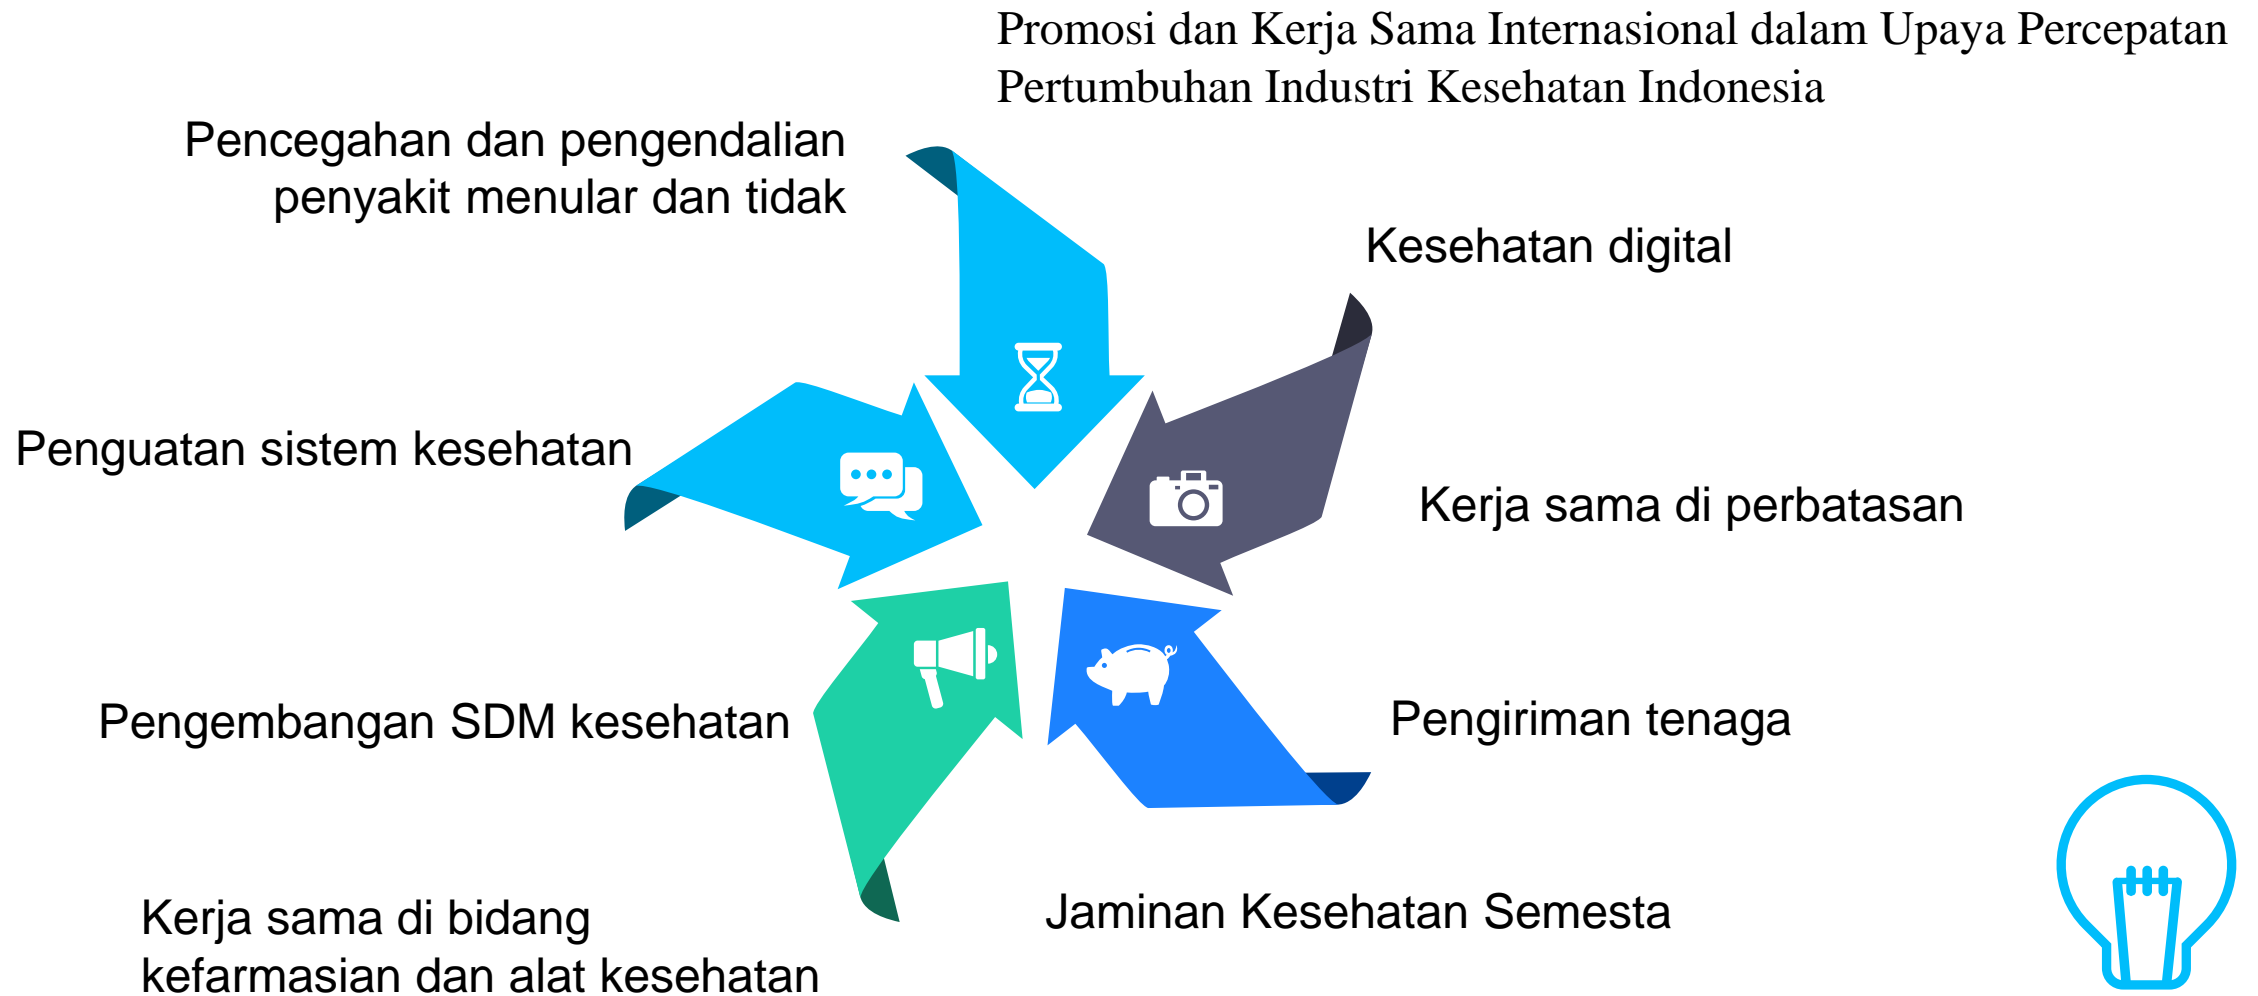 Promosi dan Kerja Sama Internasional dalam Upaya Percepatan
Pertumbuhan Industri Kesehatan Indonesia
Pencegahan dan pengendalian
penyakit menular dan tidak
Kesehatan digital
Penguatan sistem kesehatan
Kerja sama di perbatasan
Pengembangan SDM kesehatan
Pengiriman tenaga
Kerja sama di bidang
kefarmasian dan alat kesehatan
Jaminan Kesehatan Semesta